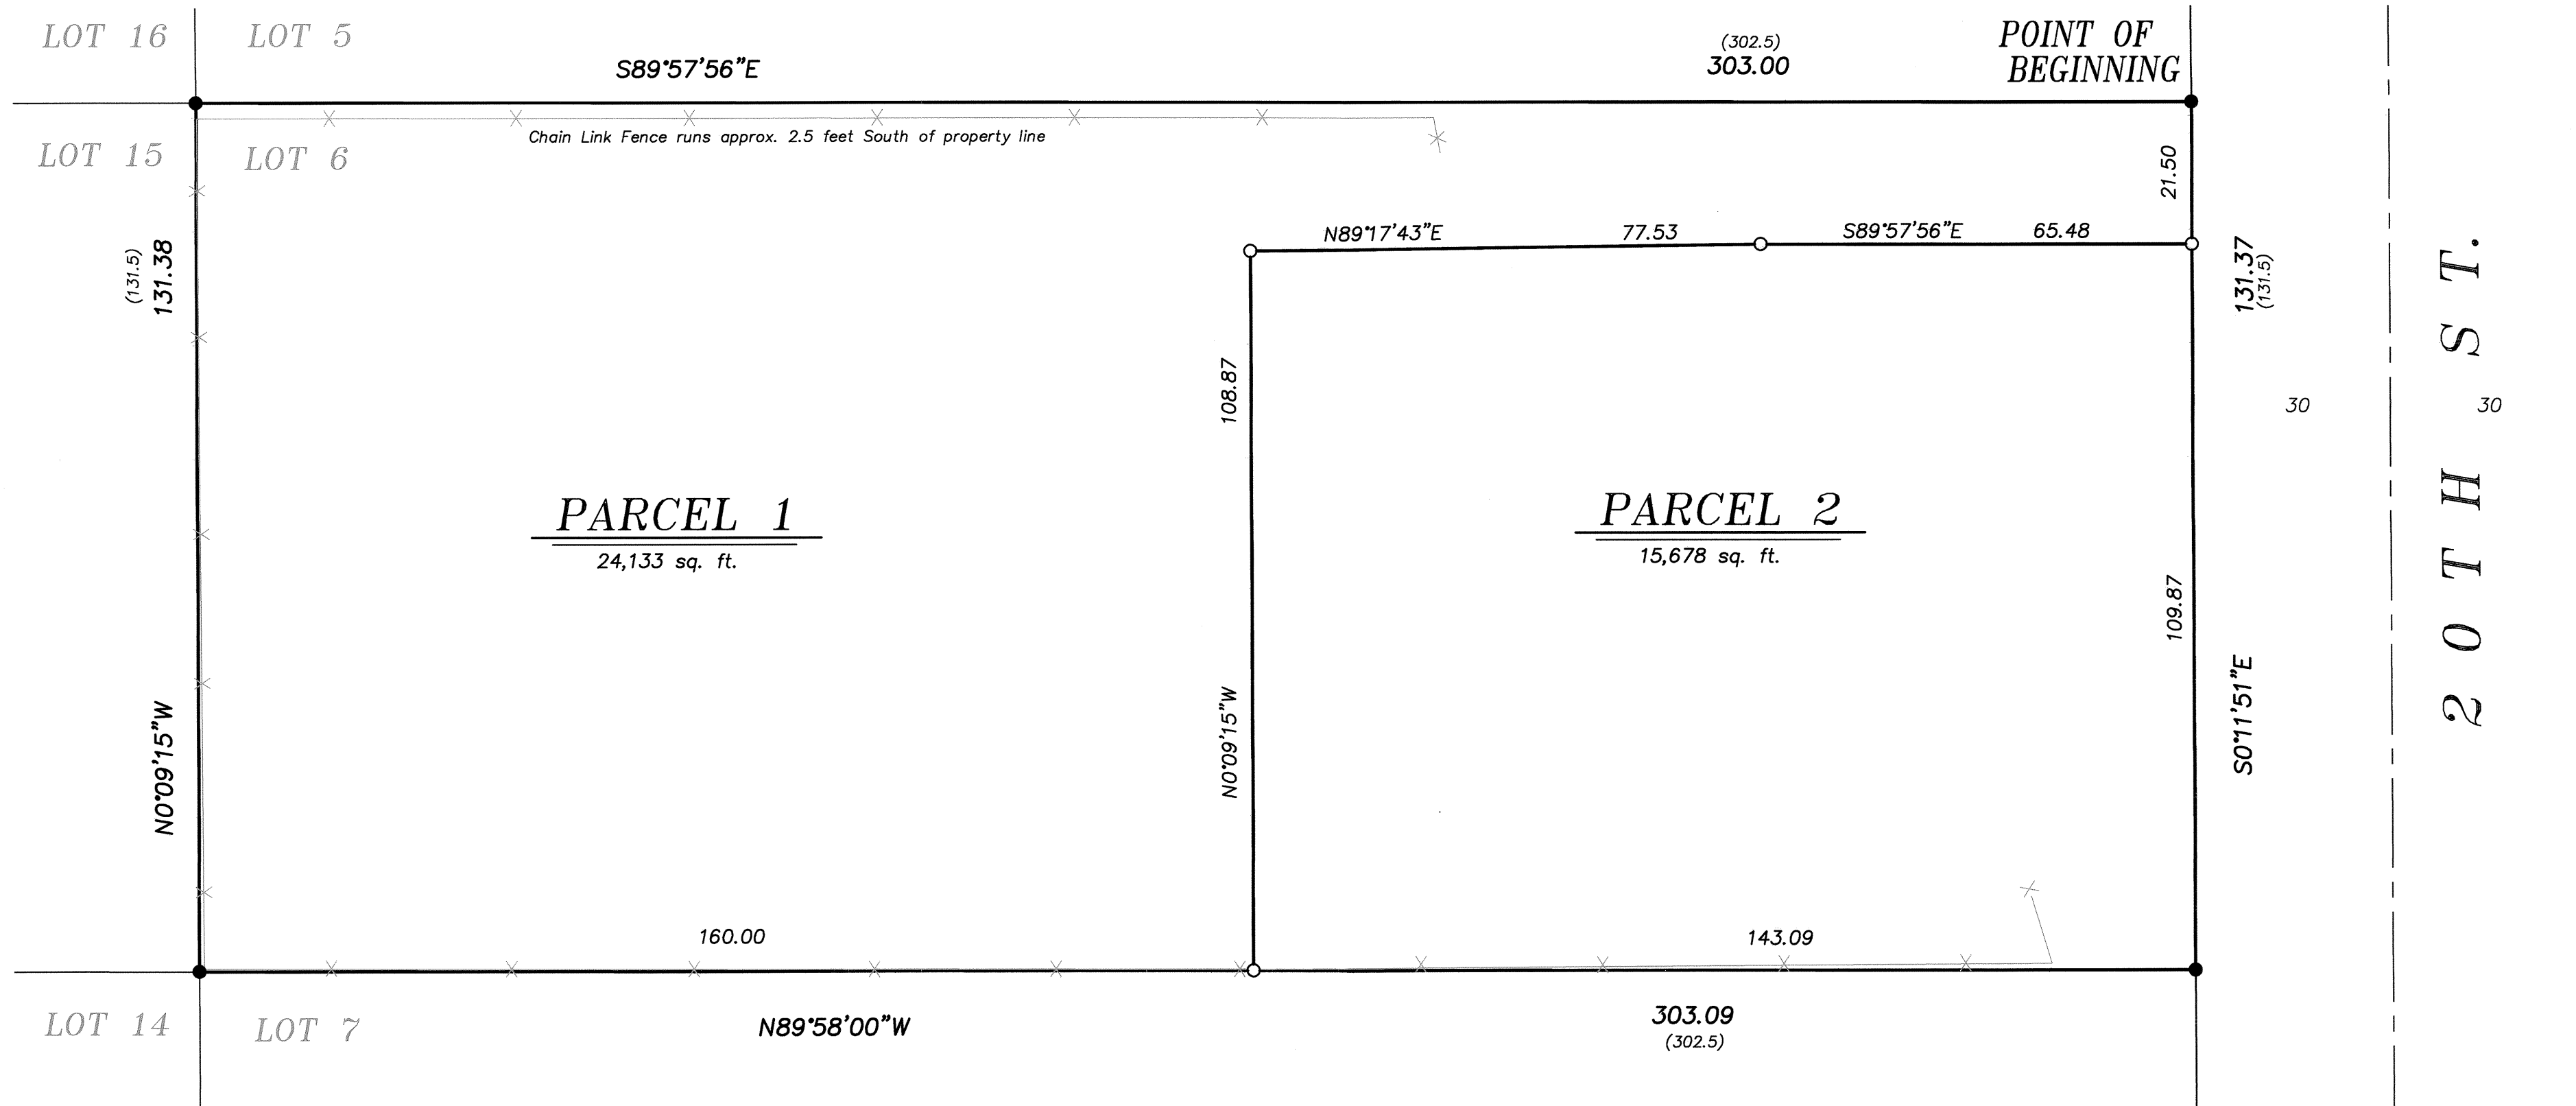 LOT 16
LOT 5
S89°57'56"E
(302.5)
303.00
POINT OF
BEGINNING
Chain Link Fence runs approx. 2.5 feet South of property line
LOT 15
LOT 6
21.50
N89°17'43"E
77.53
S89°57'56"E
65.48
(131.5)
131.38
131.37
(131.5)
108.87
30
30
20TH ST.
PARCEL 1
24,133 sq. ft.
PARCEL 2
15,678 sq. ft.
109.87
N0°09'15"W
N0°09'15"W
S0°11'51"E
160.00
143.09
LOT 14
LOT 7
N89°58'00"W
303.09
(302.5)